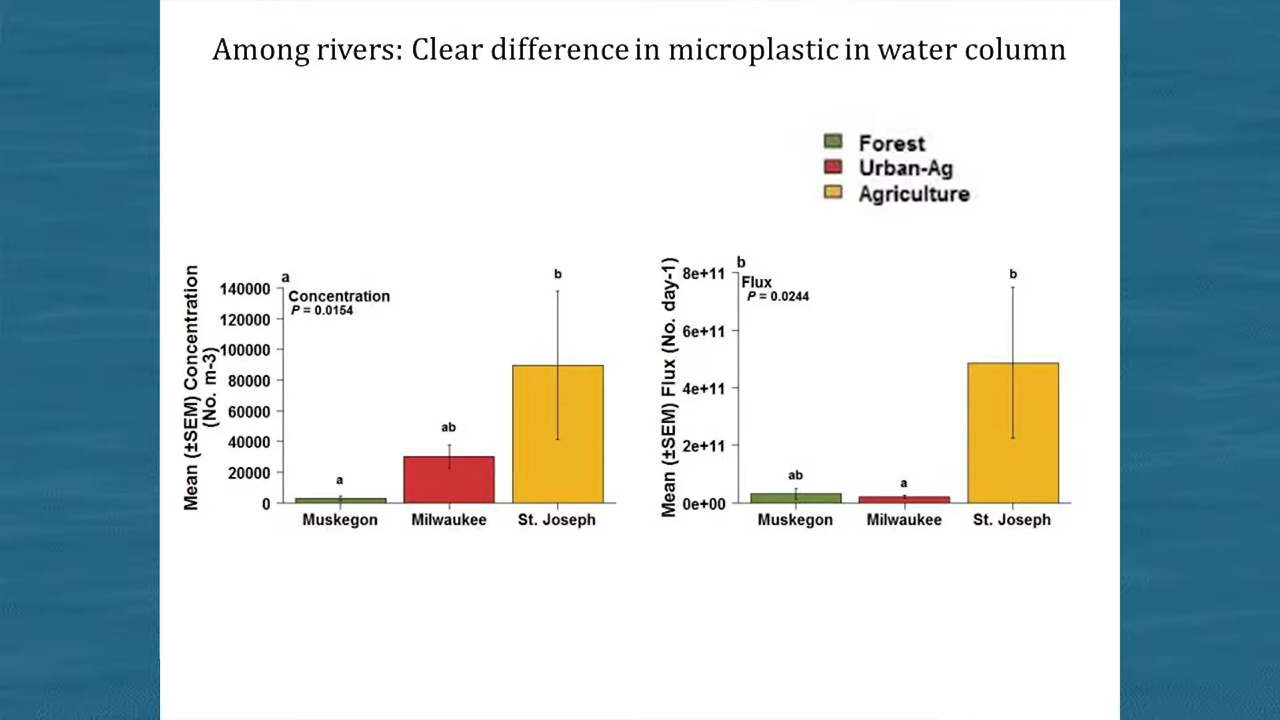 Among rivers: Clear difference in microplastic in water column
Forest
Urban-Ag
Agriculture
a
Concentration
P = 0.0154
Mean (±SEM) Concentration
(No. m-3)
140000
120000
100000
80000
60000
40000
20000
0
a
ab
b
Muskegon
Milwaukee
St. Joseph
b
Flux
P = 0.0244
Mean (±SEM) Flux (No. day-1)
8e+11
6e+11
4e+11
2e+11
0e+00
ab
a
b
Muskegon
Milwaukee
St. Joseph